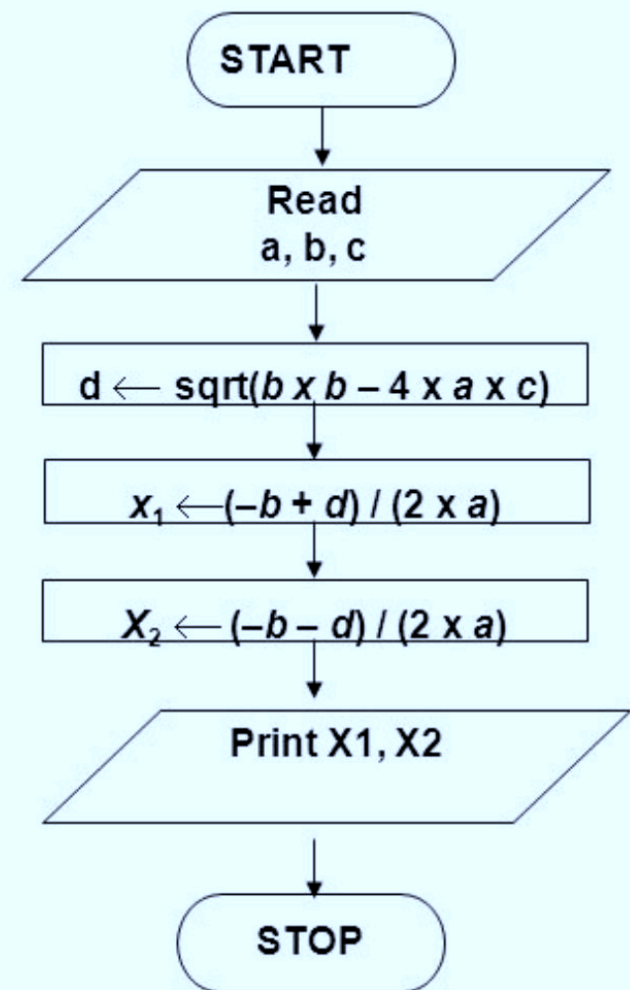 START
Read
a, b, c
d ← sqrt(b x b – 4 x a x c)
x₁ ←(–b + d) / (2 x a)
X₂ ← (–b – d) / (2 x a)
Print X1, X2
STOP